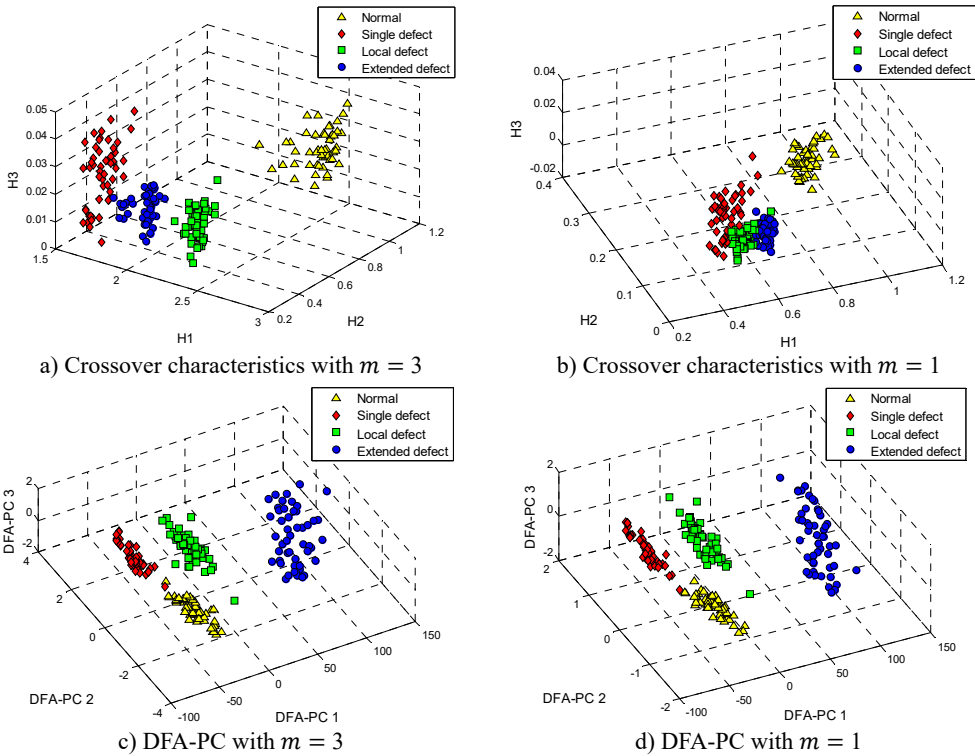 Normal
Single defect
Local defect
Extended defect
0.05
0.04
0.03
0.02
0.01
0
H3
1.5
2
2.5
3
H1
0.2
0.4
0.6
0.8
1
1.2
H2
a) Crossover characteristics with m = 3
Normal
Single defect
Local defect
Extended defect
0.04
0.02
0
-0.02
H3
0.4
0.3
0.2
0.1
0
H2
0.2
0.4
0.6
0.8
1
1.2
H1
b) Crossover characteristics with m = 1
Normal
Single defect
Local defect
Extended defect
2
0
-2
DFA-PC 3
4
2
0
-2
-4
DFA-PC 2
-100
-50
0
50
100
150
DFA-PC 1
c) DFA-PC with m = 3
Normal
Single defect
Local defect
Extended defect
2
0
-2
DFA-PC 3
2
1
0
-1
-2
DFA-PC 2
-100
-50
0
50
100
150
DFA-PC 1
d) DFA-PC with m = 1